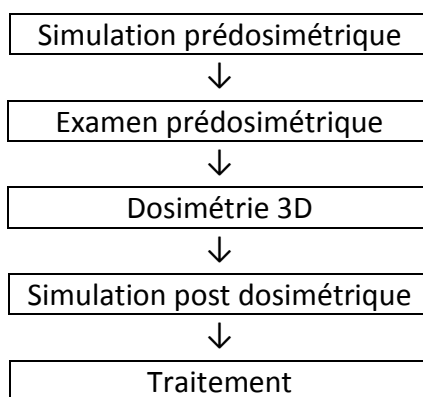 Simulation prédosimétrique
↓
Examen prédosimétrique
↓
Dosimétrie 3D
↓
Simulation post dosimétrique
↓
Traitement